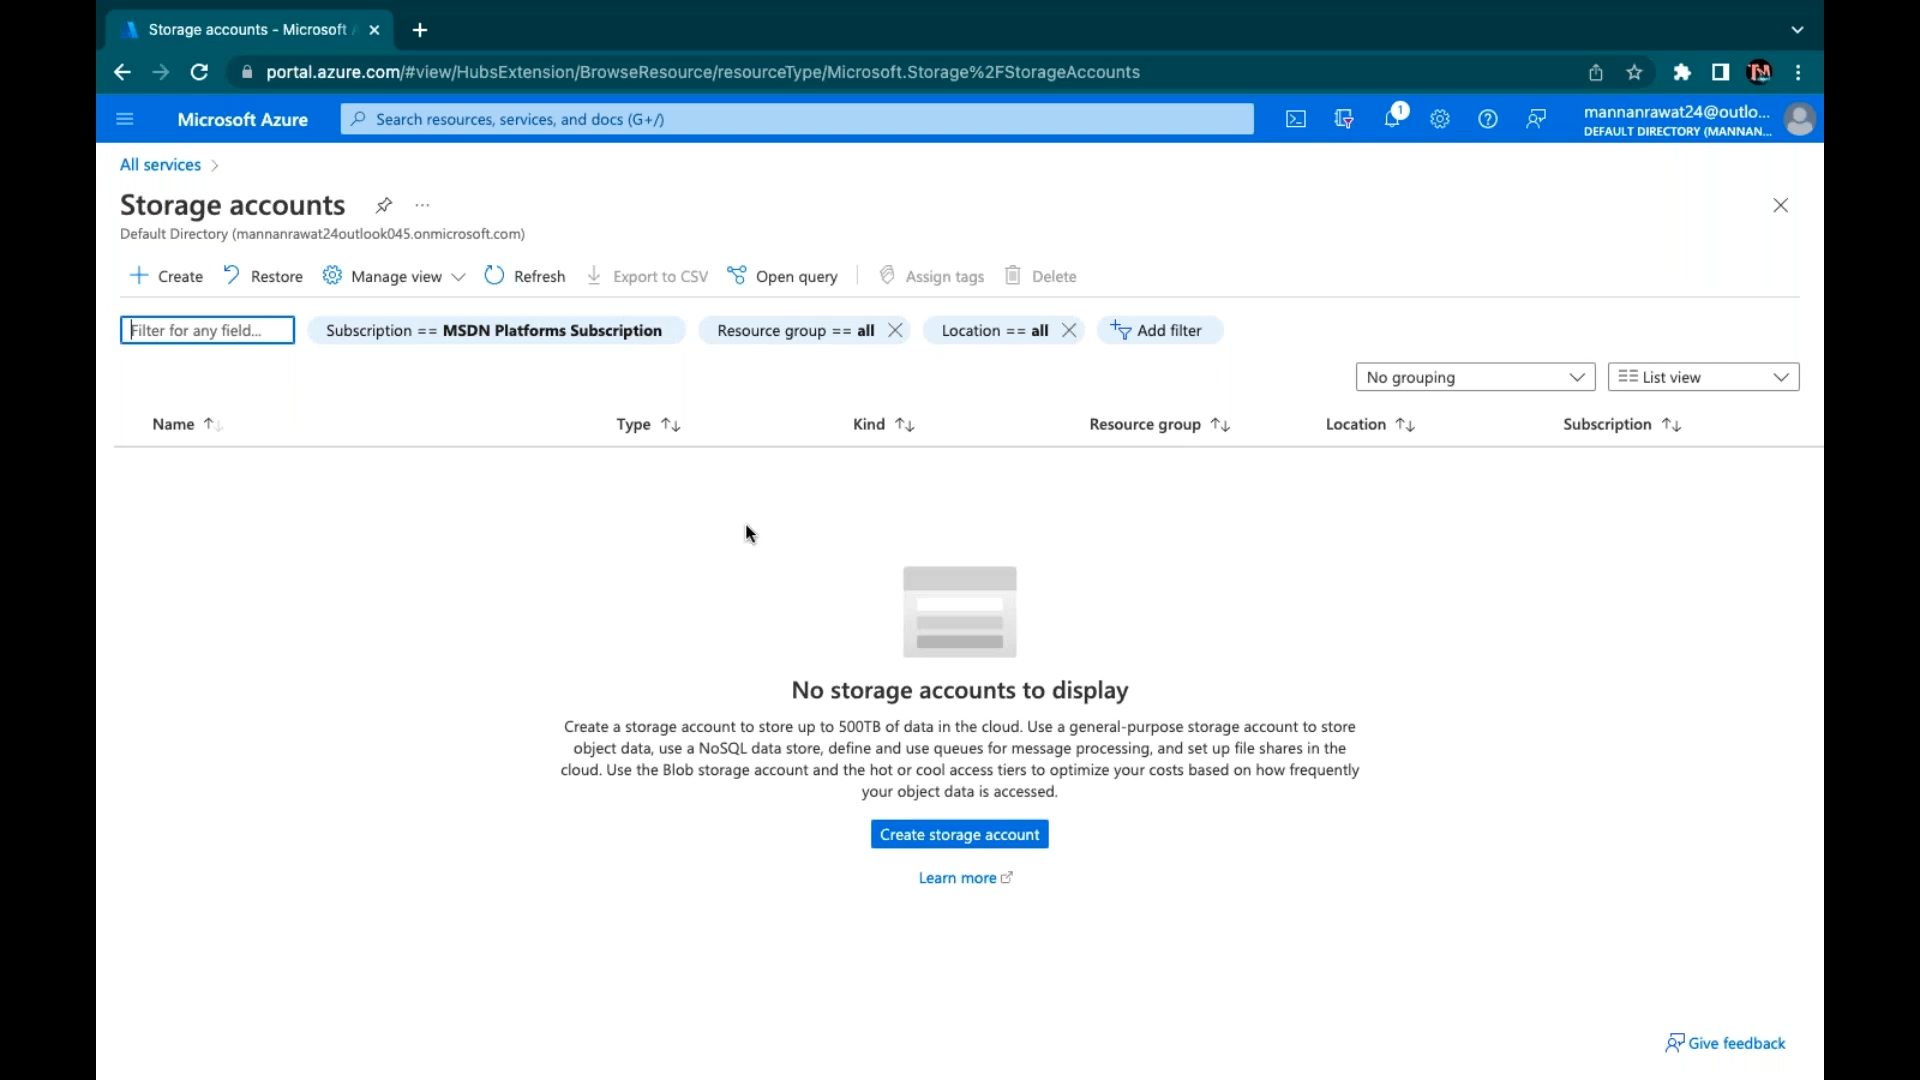 Storage accounts - Microsoft A
portal.azure.com/#view/HubsExtension/BrowseResource/resourceType/Microsoft.Storage%2FStorageAccounts
Microsoft Azure
Search resources, services, and docs (G+/)
1
mannanrawat24@outlo...
DEFAULT DIRECTORY (MANNAN...
All services >
Storage accounts
Default Directory (mannanrawat24outlook045.onmicrosoft.com)
Create Restore Manage view Refresh Export to CSV Open query Assign tags Delete
Filter for any field... Subscription == MSDN Platforms Subscription Resource group == all Location == all Add filter
No grouping List view
Name Type Kind Resource group Location Subscription
No storage accounts to display
Create a storage account to store up to 500TB of data in the cloud. Use a general-purpose storage account to store
object data, use a NoSQL data store, define and use queues for message processing, and set up file shares in the
cloud. Use the Blob storage account and the hot or cool access tiers to optimize your costs based on how frequently
your object data is accessed.
Create storage account
Learn more
Give feedback